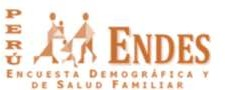 PERÚ
ENDES
ENCUESTA DEMOGRÁFICA Y
DE SALUD FAMILIAR